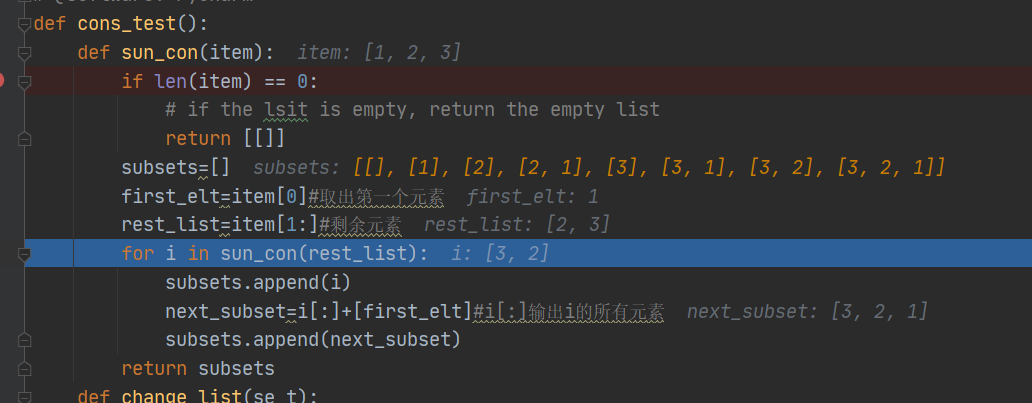 def cons_test():
def sun_con(item): item: [1, 2, 3]
if len(item) == 0:
# if the lsit is empty, return the empty list
return [[]]
subsets=[] subsets: [[], [1], [2], [2, 1], [3], [3, 1], [3, 2], [3, 2, 1]]
first_elt=item[0]#取出第一个元素 first_elt: 1
rest_list=item[1:]#剩余元素 rest_list: [2, 3]
for i in sun_con(rest_list): i: [3, 2]
subsets.append(i)
next_subset=i[:]+[first_elt]#i[:]输出i的所有元素 next_subset: [3, 2, 1]
subsets.append(next_subset)
return subsets
def change_list(se_t):